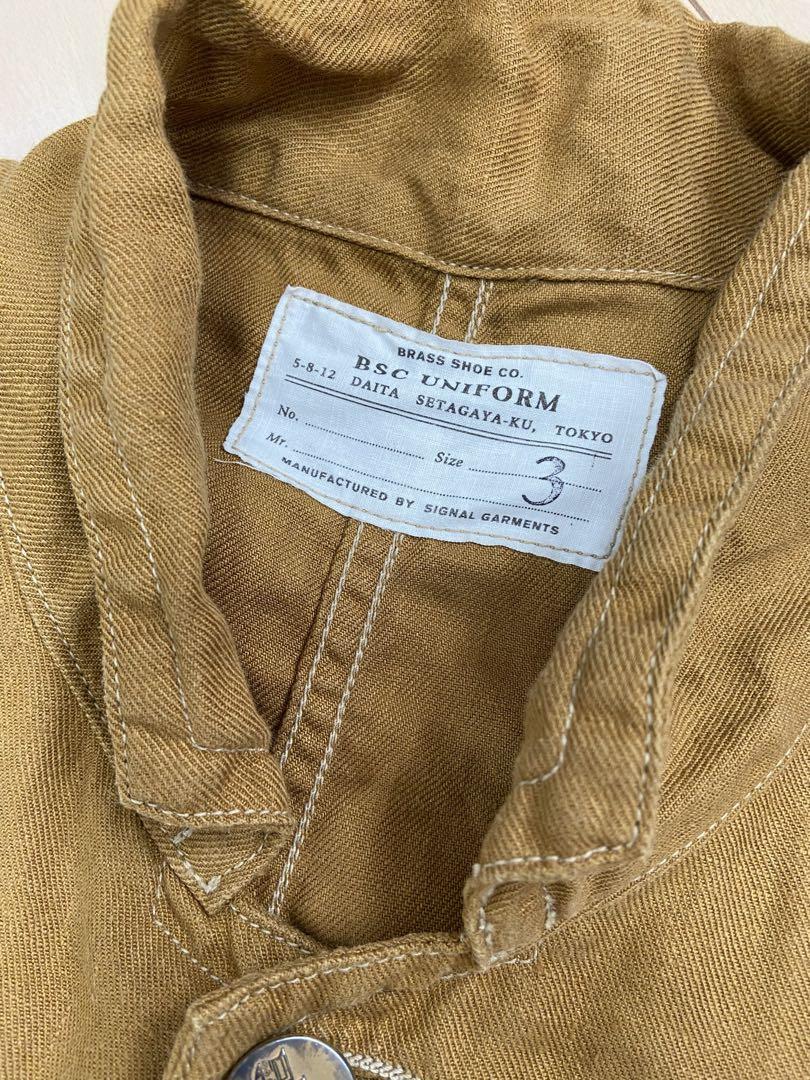 BRASS SHOE CO.
BSC UNIFORM
5-8-12 DAITA SETAGAYA-KU, TOKYO
No. Size 3
Mr.
MANUFACTURED BY SIGNAL GARMENTS